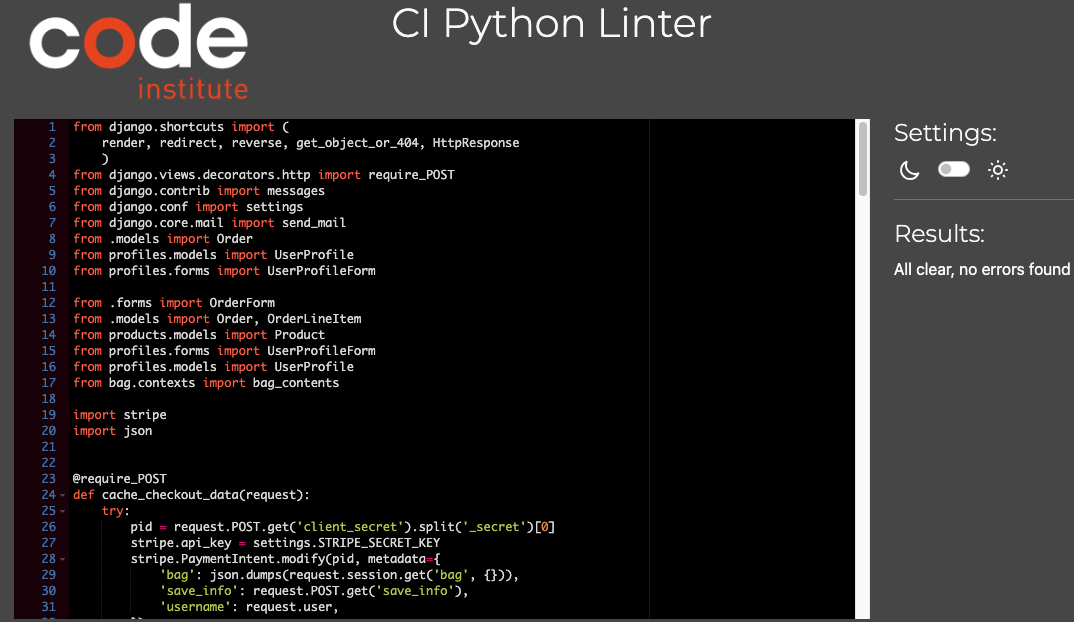 code
institute
CI Python Linter
1 from django.shortcuts import (
2     render, redirect, reverse, get_object_or_404, HttpResponse
3     )
4 from django.views.decorators.http import require_POST
5 from django.contrib import messages
6 from django.conf import settings
7 from django.core.mail import send_mail
8 from .models import Order
9 from profiles.models import UserProfile
10 from profiles.forms import UserProfileForm
11
12 from .forms import OrderForm
13 from .models import Order, OrderLineItem
14 from products.models import Product
15 from profiles.forms import UserProfileForm
16 from profiles.models import UserProfile
17 from bag.contexts import bag_contents
18
19 import stripe
20 import json
21
22
23 @require_POST
24 def cache_checkout_data(request):
25     try:
26         pid = request.POST.get('client_secret').split('_secret')[0]
27         stripe.api_key = settings.STRIPE_SECRET_KEY
28         stripe.PaymentIntent.modify(pid, metadata={
29             'bag': json.dumps(request.session.get('bag', {})),
30             'save_info': request.POST.get('save_info'),
31             'username': request.user,
Settings:
Results:
All clear, no errors found